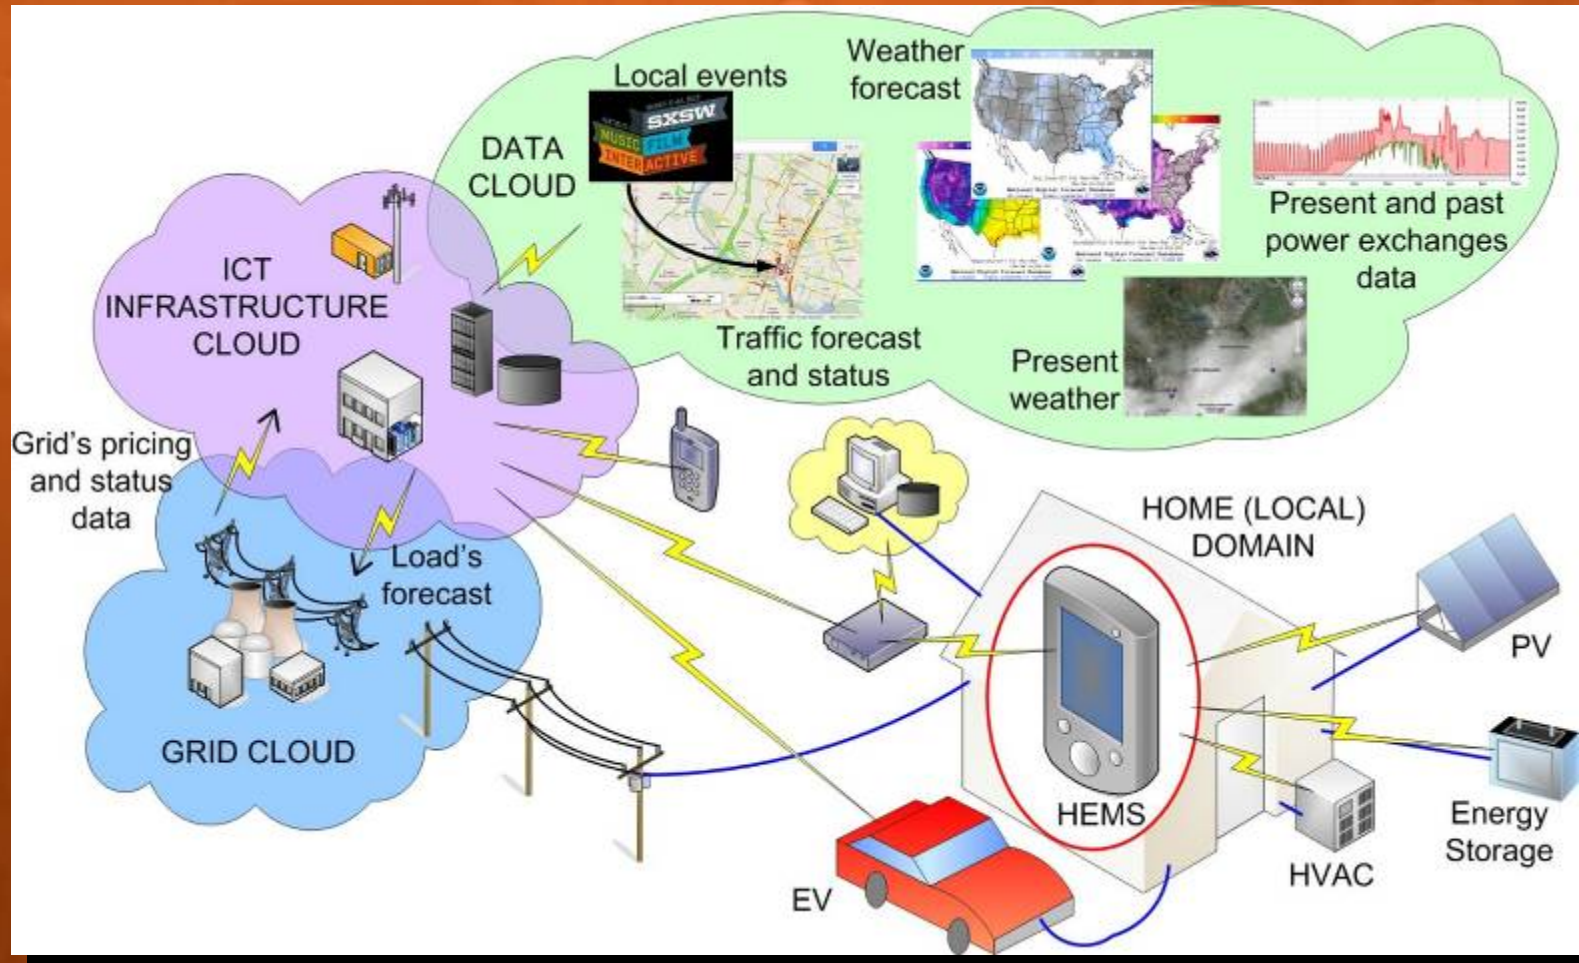 Weather
forecast
Local events
SXSW
MUSIC FILM
INTERACTIVE
DATA
CLOUD
Present and past
power exchanges
data
ICT
INFRASTRUCTURE
CLOUD
Traffic forecast
and status
Present
weather
Grid's pricing
and status
data
Load's
forecast
HOME (LOCAL)
DOMAIN
PV
GRID CLOUD
HEMS
Energy
Storage
HVAC
EV